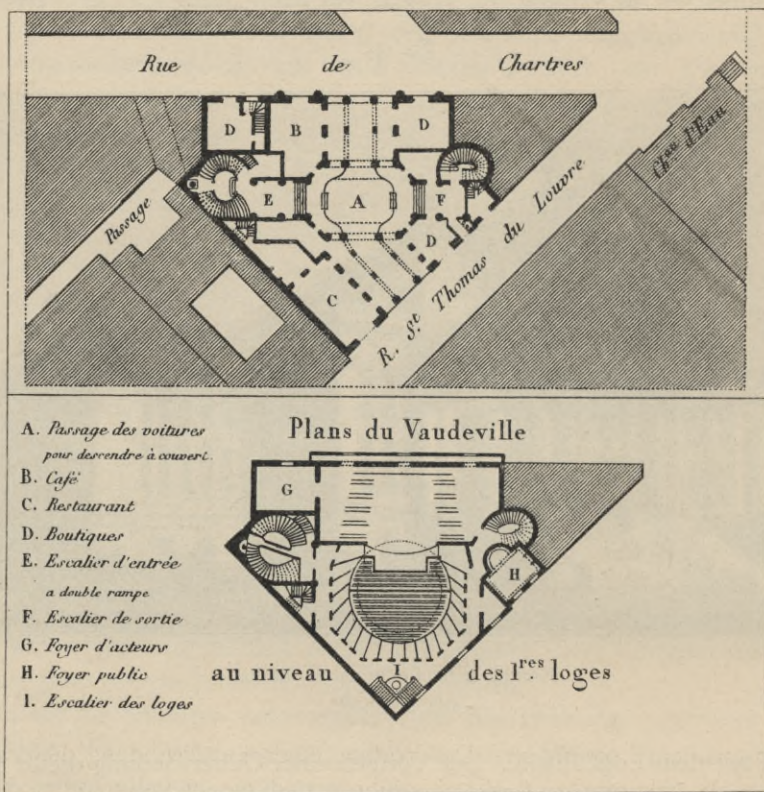 Rue de Chartres
D B D
E A F
D
C
Passage
R. St. Thomas du Louvre
Chau. d'Eau
Plans du Vaudeville
A. Passage des voitures
pour descendre à couvert.
B. Café
C. Restaurant
D. Boutiques
E. Escalier d'entrée
a double rampe
F. Escalier de sortie
G. Foyer d'acteurs
H. Foyer public
I. Escalier des loges
G
H
I
au niveau des 1res. loges